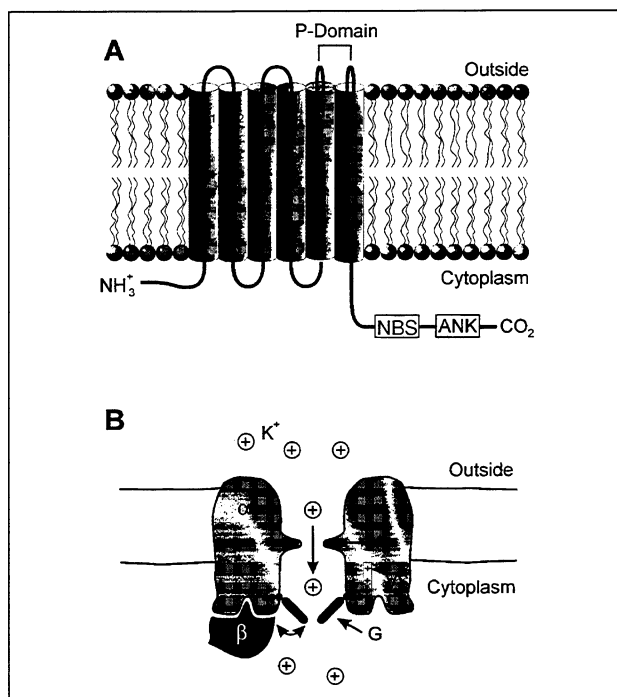 P-Domain
A
Outside
1 2
NH₃⁺
Cytoplasm
NBS ANK CO₂
B
K⁺
Outside
α
Cytoplasm
β
G